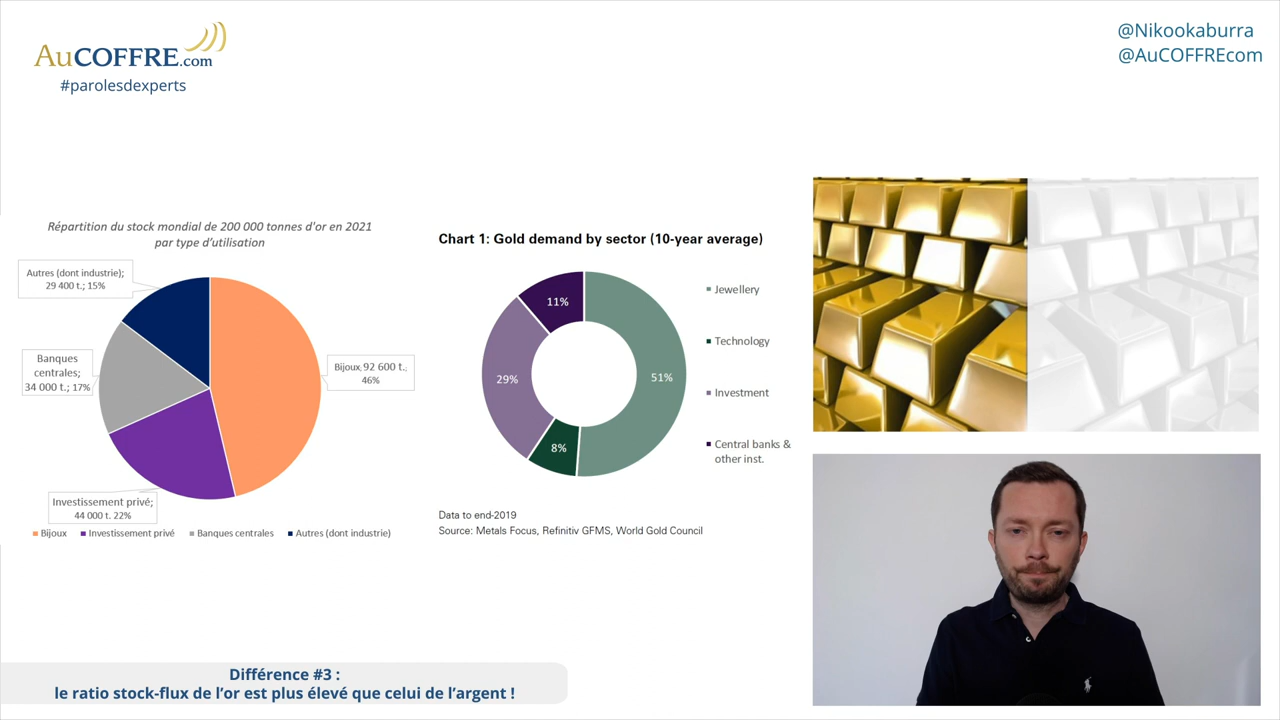 AuCOFFRE.com
#parolesdexperts
@Nikookaburra
@AuCOFFREcom
Répartition du stock mondial de 200 000 tonnes d'or en 2021
par type d'utilisation
Autres (dont industrie);
29 400 t.; 15%
Banques
centrales;
34 000 t.; 17%
Bijoux; 92 600 t.;
46%
Investissement privé;
44 000 t. 22%
Bijoux
Investissement privé
Banques centrales
Autres (dont industrie)
Chart 1: Gold demand by sector (10-year average)
11%
29%
51%
8%
Jewellery
Technology
Investment
Central banks &
other inst.
Data to end-2019
Source: Metals Focus, Refinitiv GFMS, World Gold Council
Différence #3 :
le ratio stock-flux de l'or est plus élevé que celui de l'argent !